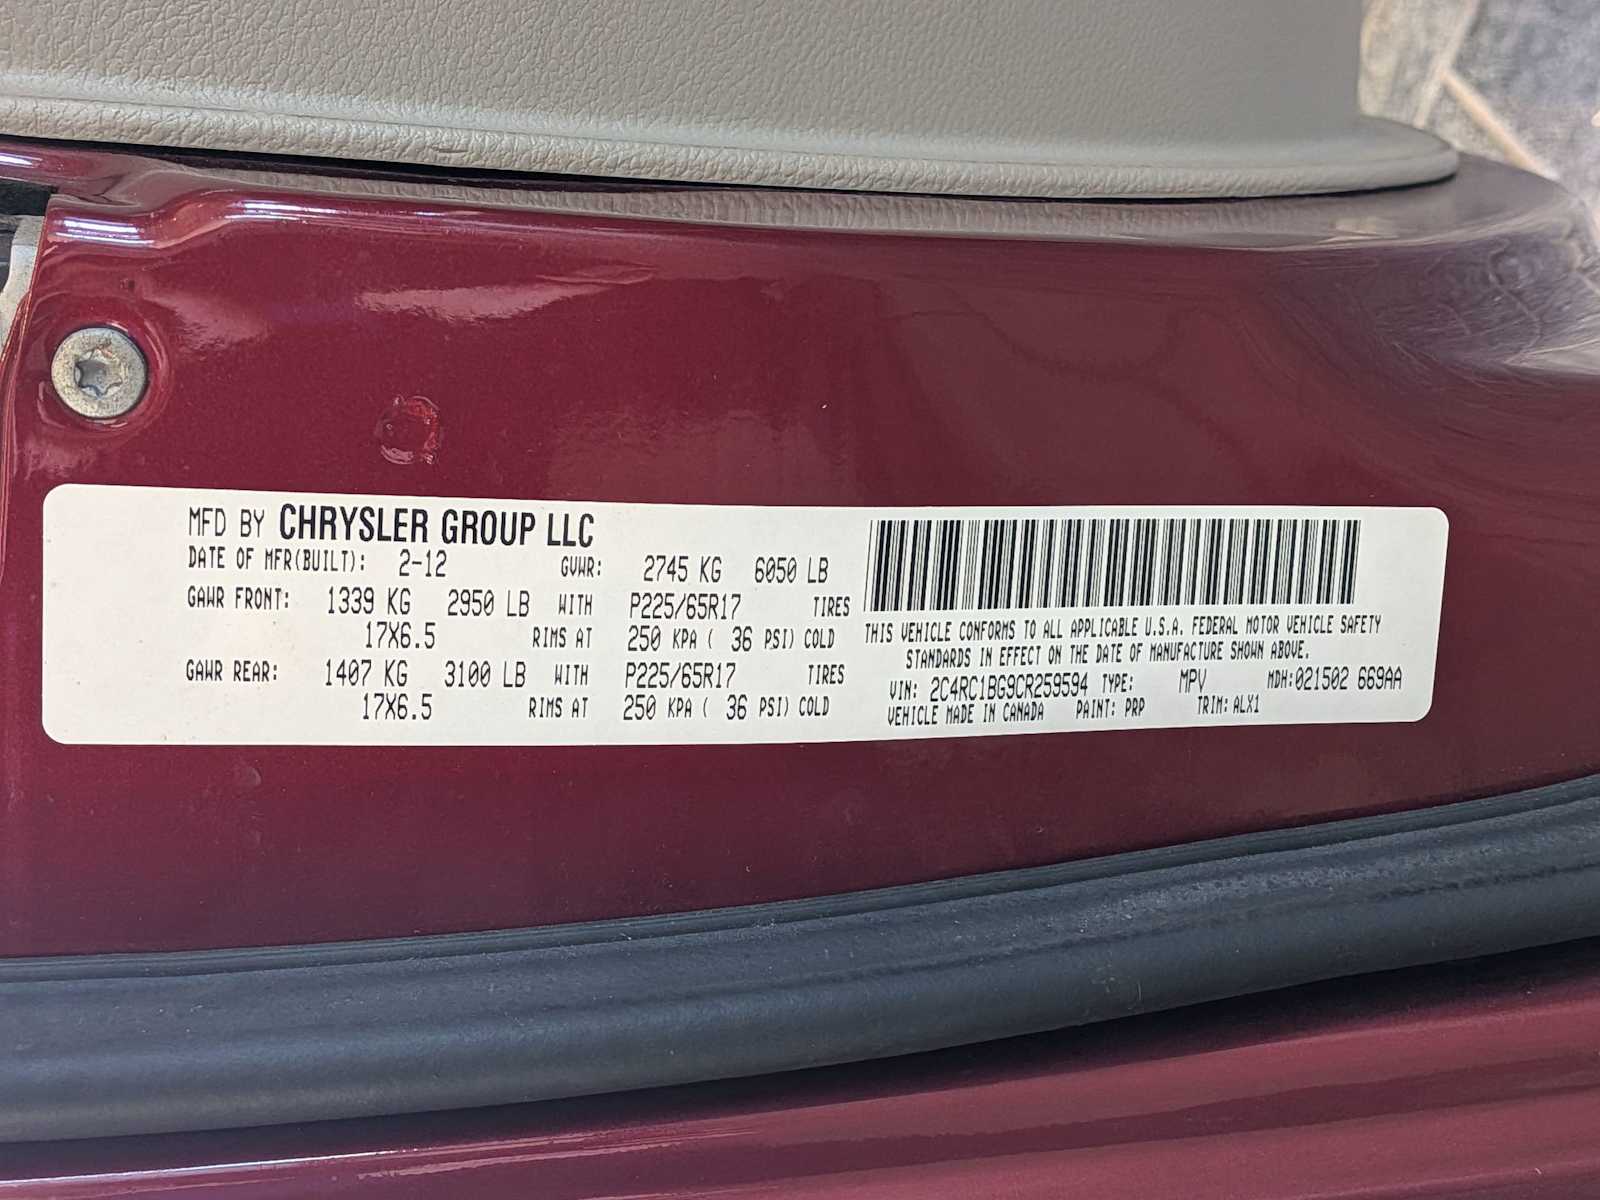 MFD BY CHRYSLER GROUP LLC
DATE OF MFR(BUILT): 2-12 GVWR: 2745 KG 6050 LB
GAWR FRONT: 1339 KG 2950 LB WITH P225/65R17 TIRES
17X6.5 RIMS AT 250 KPA ( 36 PSI) COLD
GAWR REAR: 1407 KG 3100 LB WITH P225/65R17 TIRES
17X6.5 RIMS AT 250 KPA ( 36 PSI) COLD
THIS VEHICLE CONFORMS TO ALL APPLICABLE U.S.A. FEDERAL MOTOR VEHICLE SAFETY
STANDARDS IN EFFECT ON THE DATE OF MANUFACTURE SHOWN ABOVE.
VIN: 2C4RC1BG9CR259594 TYPE: MPV MDH:021502 669AA
VEHICLE MADE IN CANADA PAINT: PRP TRIM: ALX1